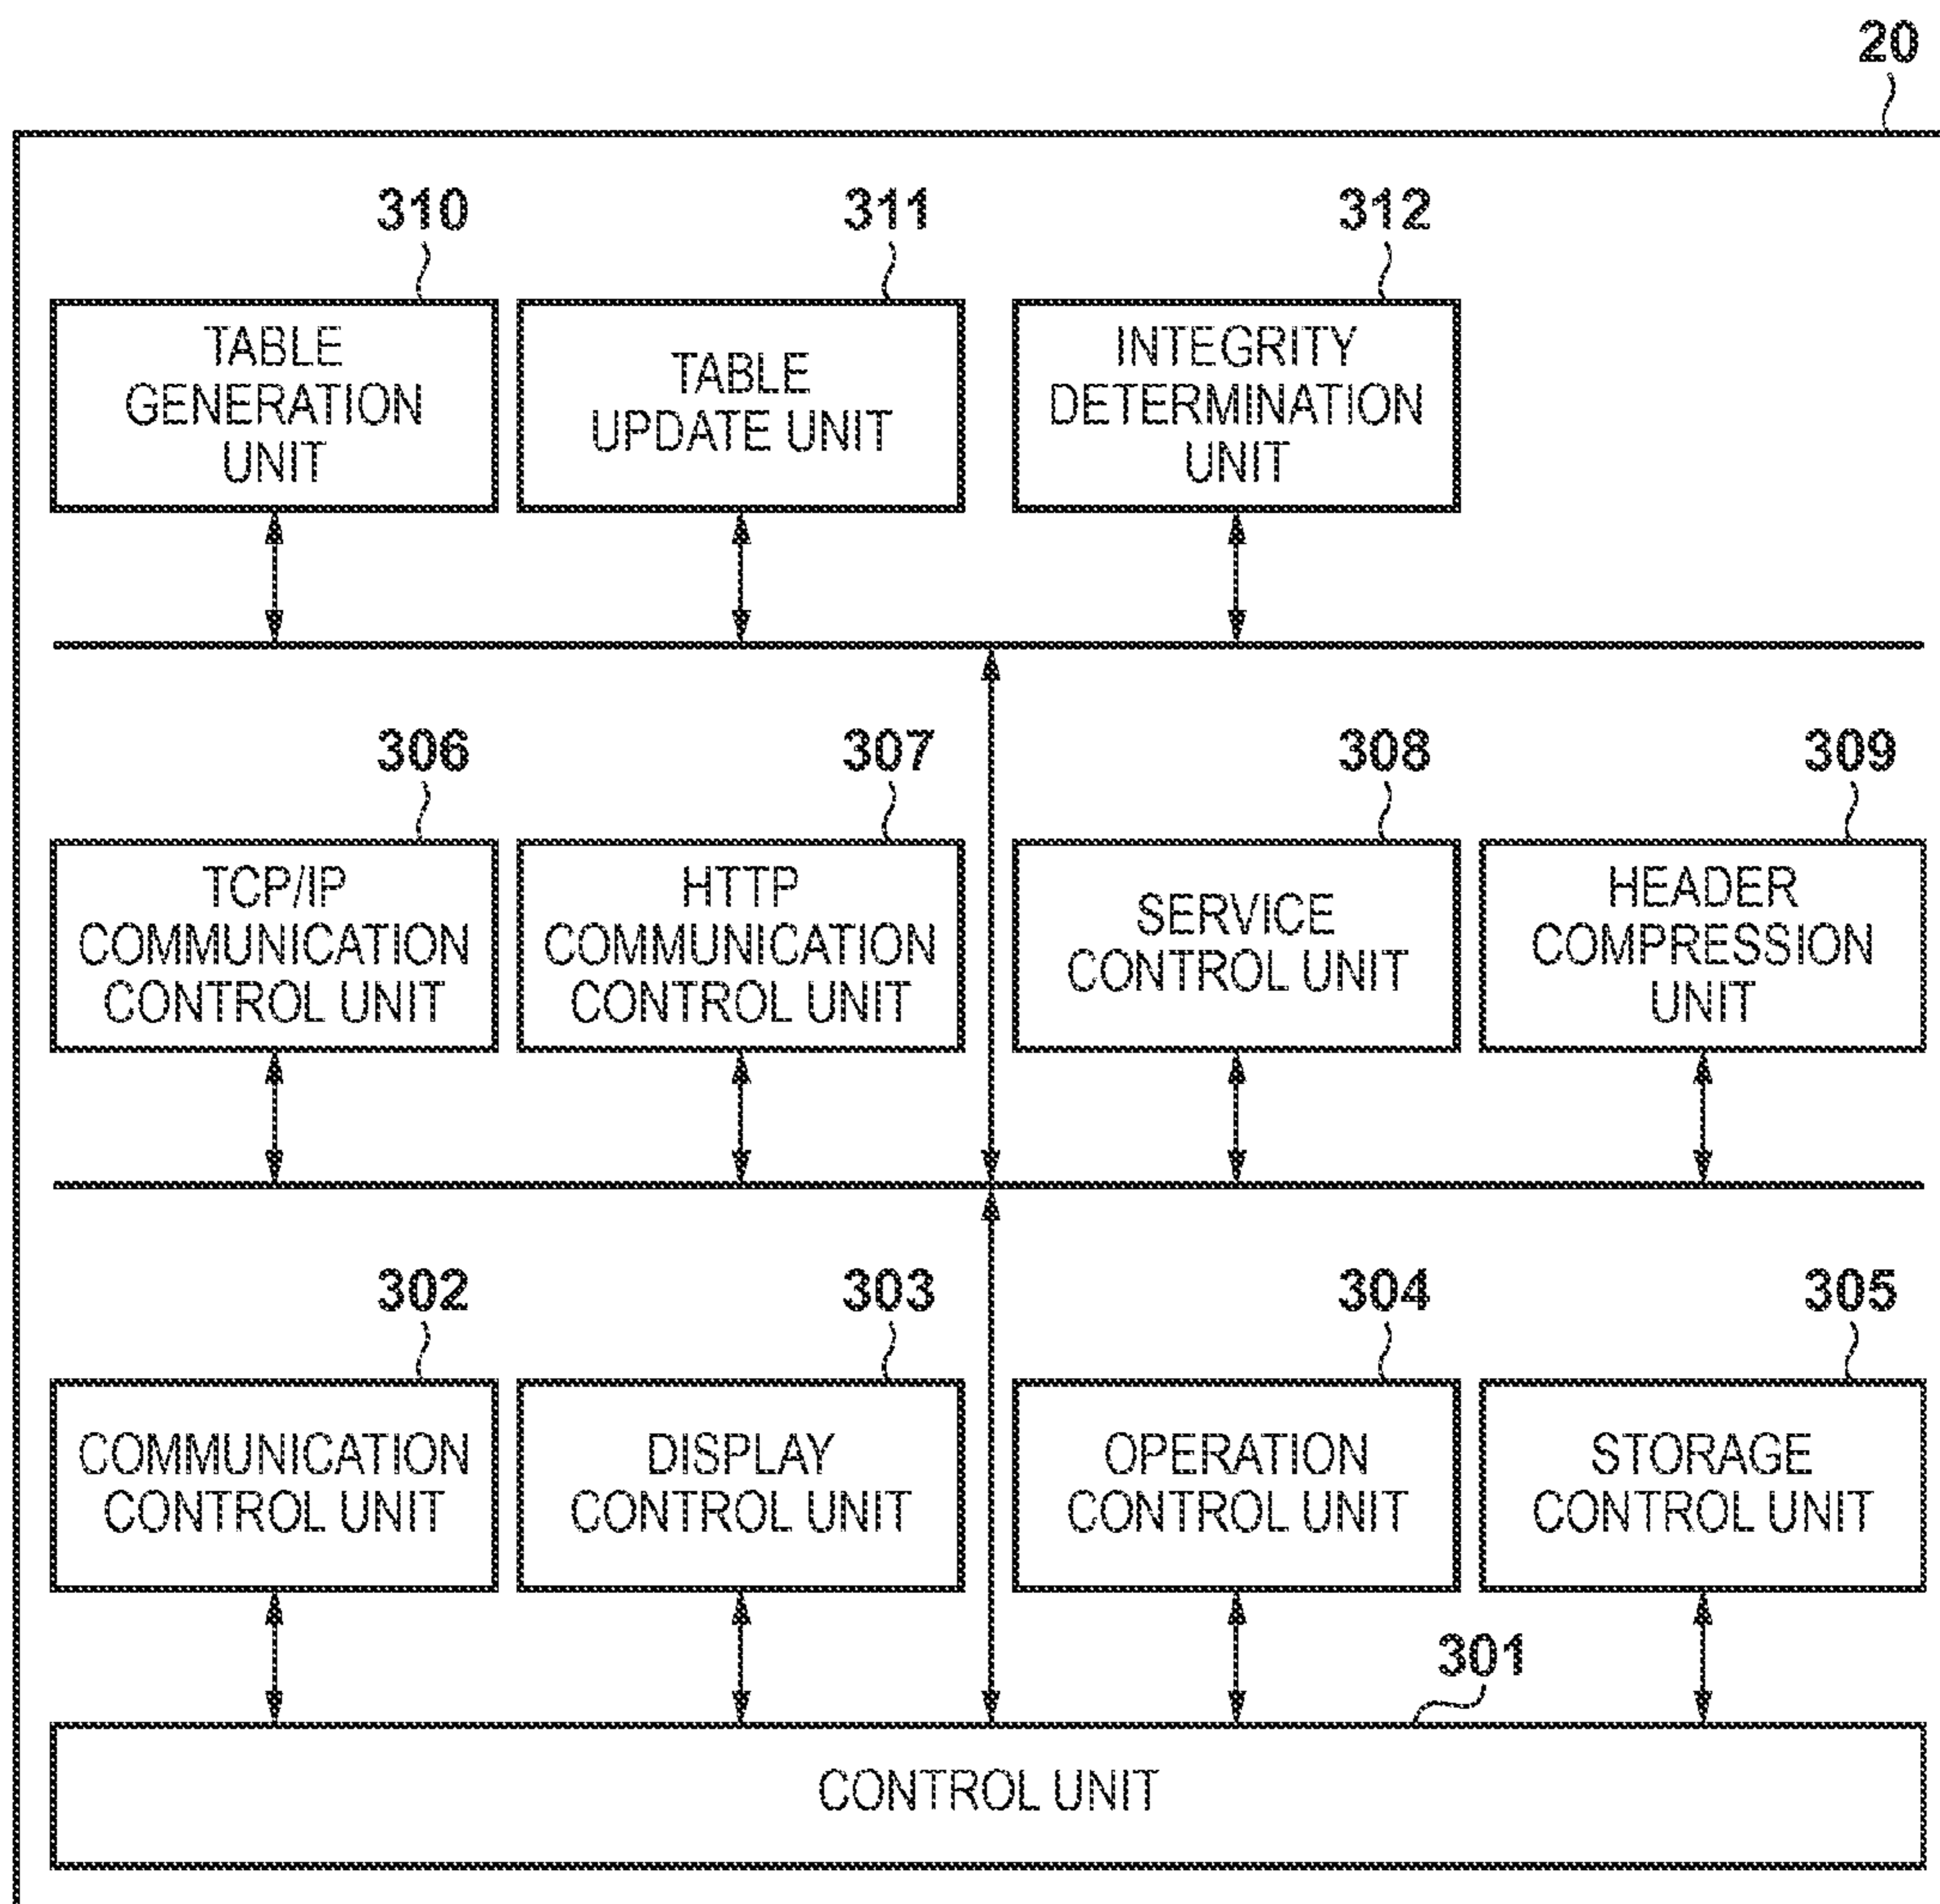 20
310
311
312
TABLE
GENERATION
UNIT
TABLE
UPDATE UNIT
INTEGRITY
DETERMINATION
UNIT
306
307
308
309
TCP/IP
COMMUNICATION
CONTROL UNIT
HTTP
COMMUNICATION
CONTROL UNIT
SERVICE
CONTROL UNIT
HEADER
COMPRESSION
UNIT
302
303
304
305
COMMUNICATION
CONTROL UNIT
DISPLAY
CONTROL UNIT
OPERATION
CONTROL UNIT
STORAGE
CONTROL UNIT
301
CONTROL UNIT